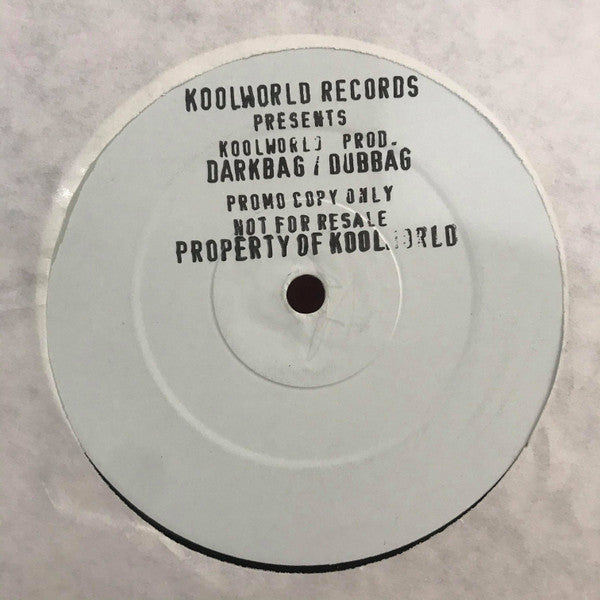 KOOLWORLD RECORDS
PRESENTS
KOOLWORLD PROD.
DARKBAG / DUBBAG
PROMO COPY ONLY
NOT FOR RESALE
PROPERTY OF KOOLWORLD